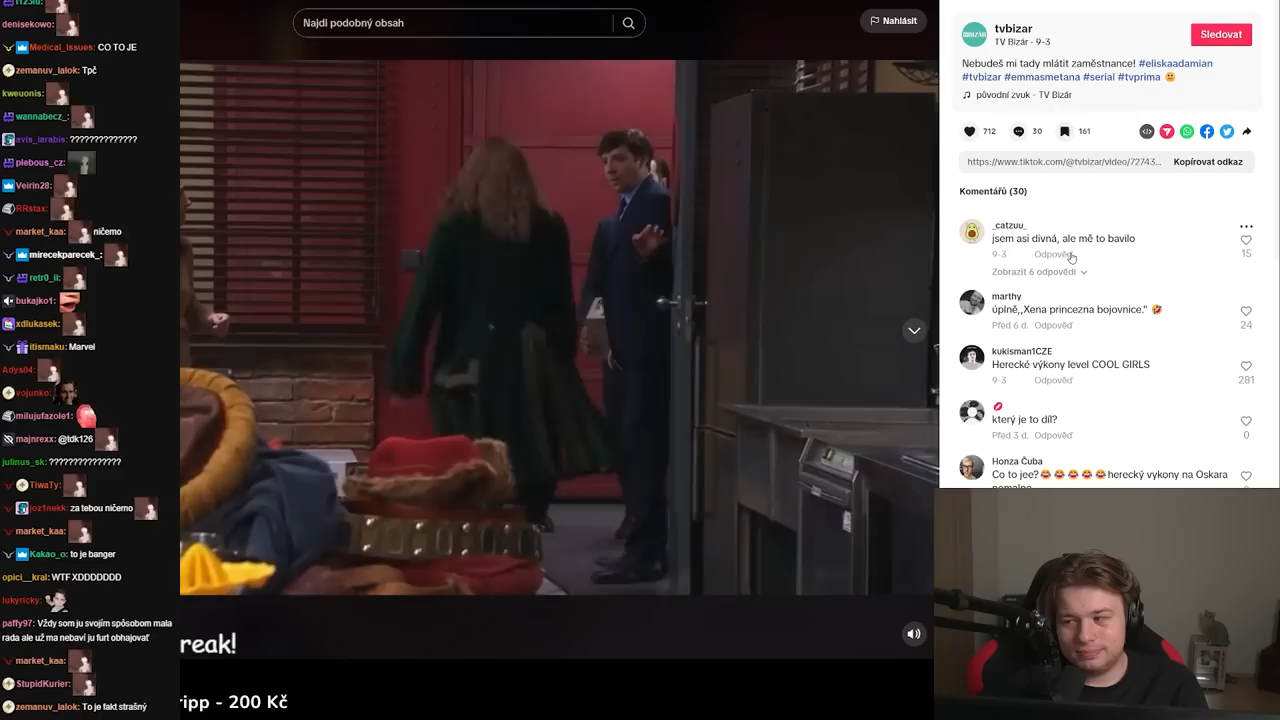 denisekowo:
Medical_Issues: CO TO JE
zemanuv_lalok: Tpč
kweuonis:
wannabecz_:
avis_iarabis: ?????????????
plebous_cz:
Veirin28:
RRstax:
market_kaa: ničemo
mirecekparecek_:
retr0_ii:
bukajko1:
xdlukasek:
itismaku: Marvel
Adys04:
vojunko:
milujufazole1:
majnrexx: @tdk126
julinus_sk: ???????????????
TiwaTy:
joz1nekk: za tebou ničemo
market_kaa:
Kakao_o: to je banger
opici__kral: WTF XDDDDDDD
lukyricky:
paffy97: Vždy som ju svojím spôsobom mala
rada ale už ma nebaví ju furt obhajovať
market_kaa:
StupidKurier:
zemanuv_lalok: To je fakt strašný
Najdi podobný obsah
Nahlásit
reak!
ripp - 200 Kč
tvbizar
TV Bizár · 9-3
Sledovat
Nebudeš mi tady mlátit zaměstnance! #eliskaadamian
#tvbizar #emmasmetana #serial #tvprima
původní zvuk - TV Bizár
712
30
161
https://www.tiktok.com/@tvbizar/video/72743...
Kopírovat odkaz
Komentářů (30)
_catzuu_
jsem asi divná, ale mě to bavilo
9-3 Odpověď
15
Zobrazit 6 odpovědí
marthy
úplně,,Xena princezna bojovnice."
Před 6 d. Odpověď
24
kukisman1CZE
Herecké výkony level COOL GIRLS
9-3 Odpověď
281
který je to díl?
Před 3 d. Odpověď
0
Honza Čuba
Co to jee? herecký vykony na Oskara